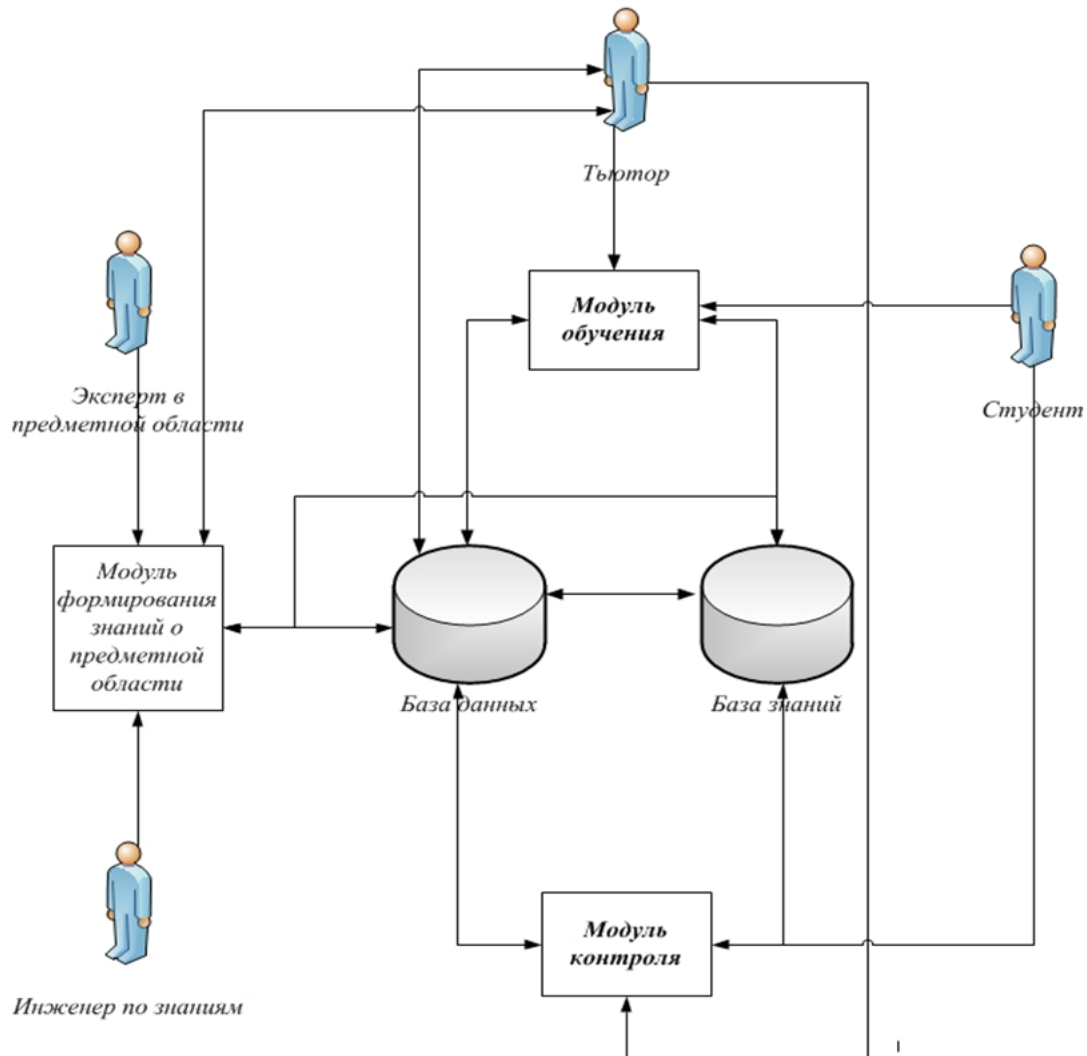 Тьютор
Модуль
обучения
Эксперт в
предметной области
Студент
Модуль
формирования
знаний о
предметной
области
База данных
База знаний
Модуль
контроля
Инженер по знаниям